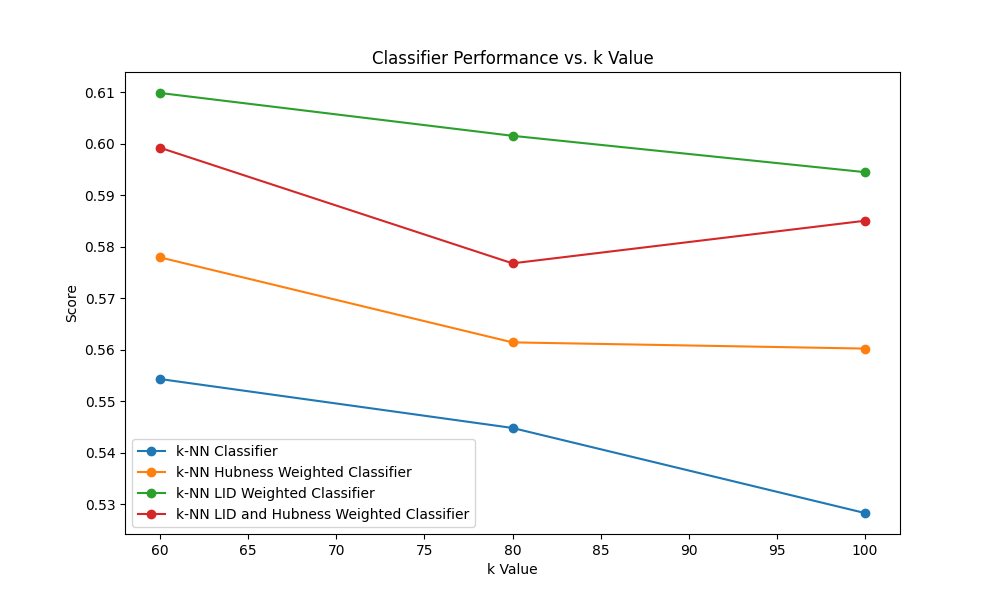 Classifier Performance vs. k Value
Score
0.61
0.60
0.59
0.58
0.57
0.56
0.55
0.54
0.53
k-NN Classifier
k-NN Hubness Weighted Classifier
k-NN LID Weighted Classifier
k-NN LID and Hubness Weighted Classifier
60 65 70 75 80 85 90 95 100
k Value